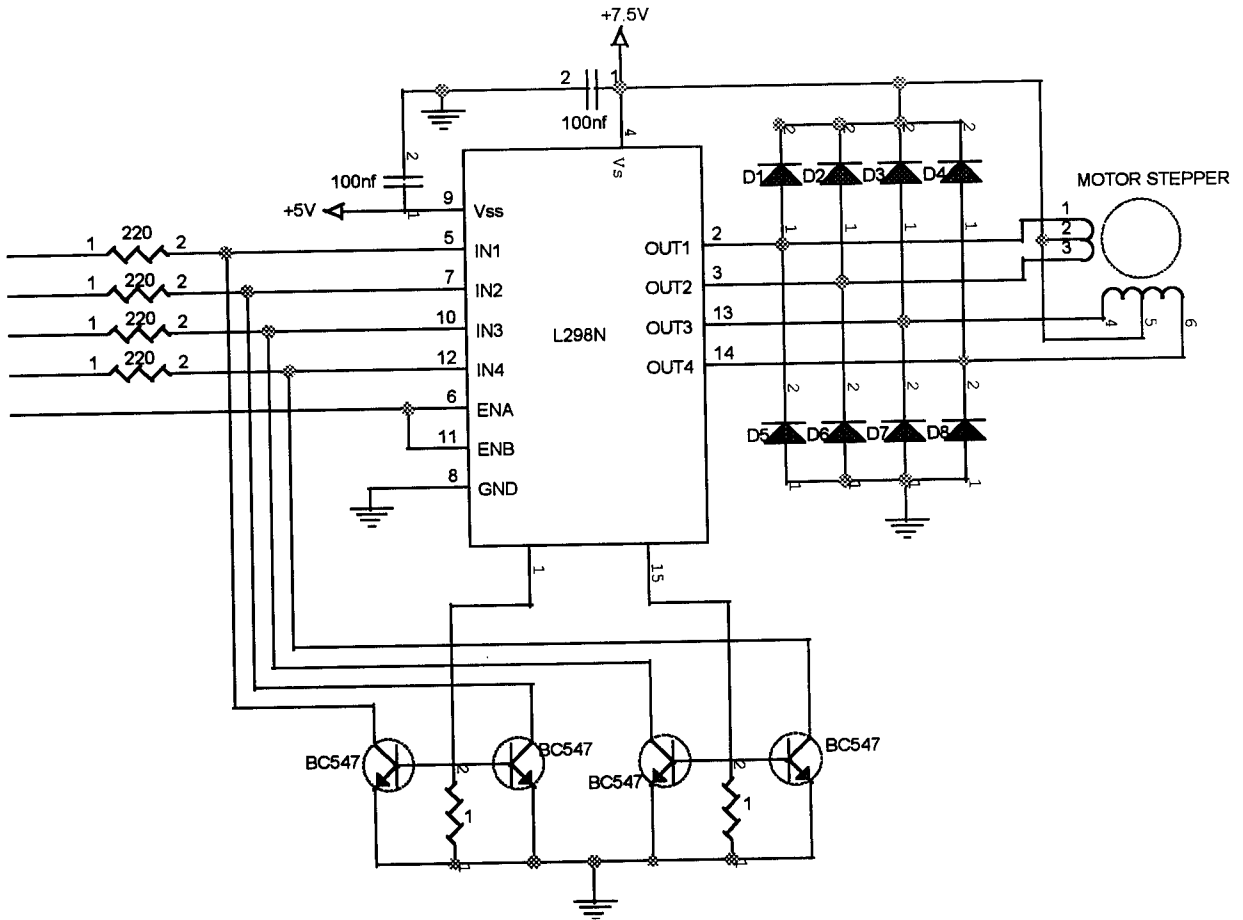 +7.5V
2
1
100nf
4
Vs
2
100nf
1
+5V
9
Vss
1
220
2
5
IN1
1
220
2
7
IN2
1
220
2
10
IN3
1
220
2
12
IN4
6
ENA
11
ENB
8
GND
L298N
OUT1
2
OUT2
3
OUT3
13
OUT4
14
2
2
2
2
D1
D2
D3
D4
1
1
1
1
2
2
2
2
D5
D6
D7
D8
1
1
1
1
MOTOR STEPPER
1
2
3
4
5
6
1
15
BC547
BC547
BC547
BC547
2
1
1
2
1
1